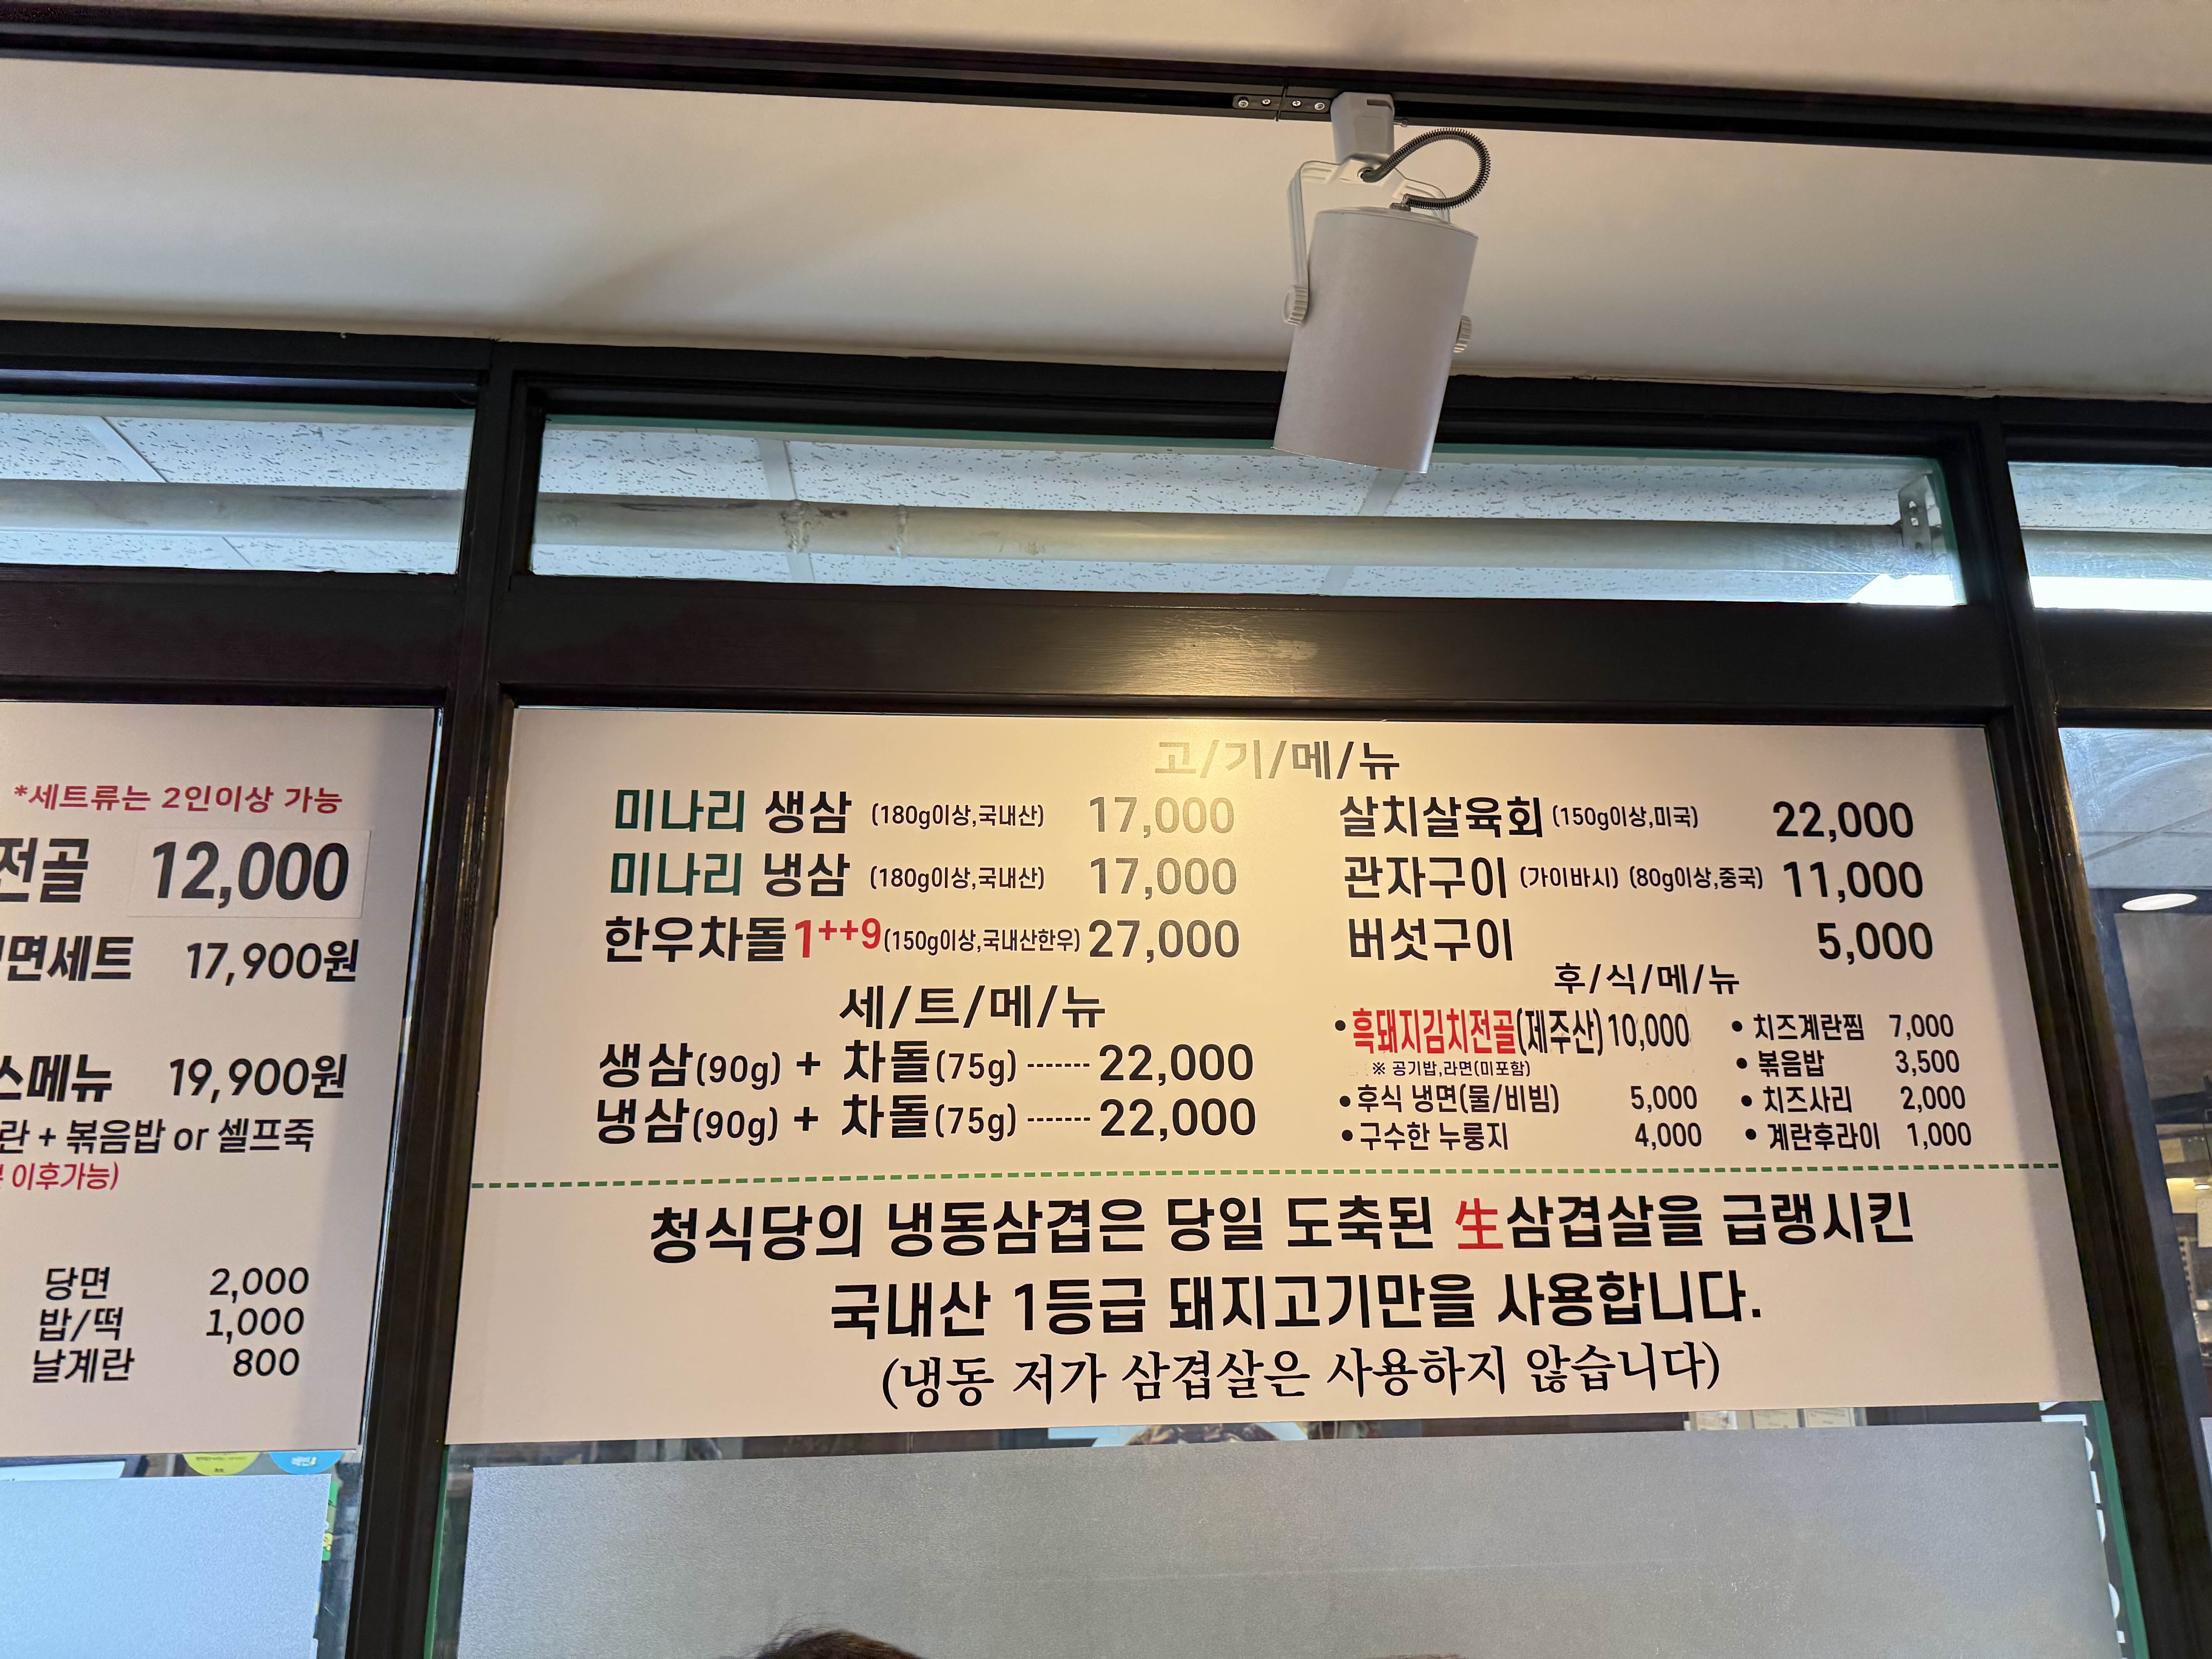 *세트류는 2인이상 가능
전골 12,000
면세트 17,900원
스메뉴 19,900원
란 + 볶음밥 or 셀프죽
이후가능)
당면 2,000
밥/떡 1,000
날계란 800
고/기/메/뉴
미나리 생삼 (180g이상,국내산) 17,000
미나리 냉삼 (180g이상,국내산) 17,000
한우차돌 1++9 (150g이상,국내산한우) 27,000
살치살육회 (150g이상,미국) 22,000
관자구이 (가이바시) (80g이상,중국) 11,000
버섯구이 5,000
세/트/메/뉴
생삼(90g) + 차돌(75g) ------- 22,000
냉삼(90g) + 차돌(75g) ------- 22,000
후/식/메/뉴
• 흑돼지김치전골(제주산) 10,000
※ 공기밥,라면(미포함)
• 후식 냉면(물/비빔) 5,000
• 구수한 누룽지 4,000
• 치즈계란찜 7,000
• 볶음밥 3,500
• 치즈사리 2,000
• 계란후라이 1,000
청식당의 냉동삼겹은 당일 도축된 生삼겹살을 급랭시킨
국내산 1등급 돼지고기만을 사용합니다.
(냉동 저가 삼겹살은 사용하지 않습니다)